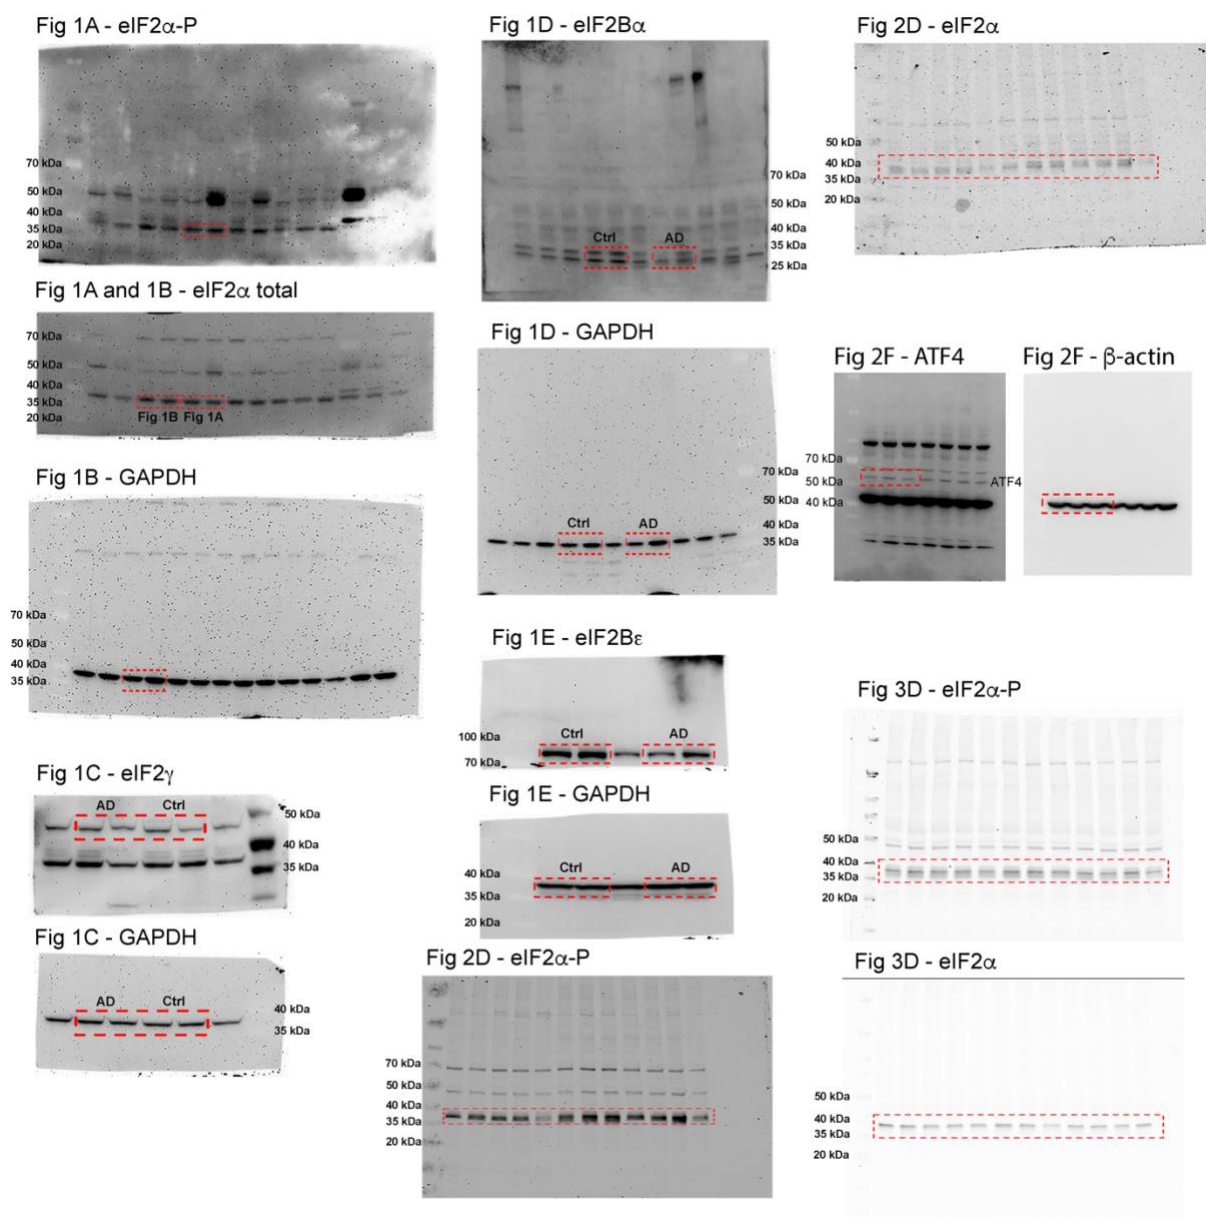 Fig 1A - eIF2α-P
70 kDa
50 kDa
40 kDa
35 kDa
20 kDa
Fig 1A and 1B - eIF2α total
70 kDa
50 kDa
40 kDa
35 kDa
20 kDa
Fig 1B Fig 1A
Fig 1B - GAPDH
70 kDa
50 kDa
40 kDa
35 kDa
Fig 1C - eIF2γ
AD Ctrl
50 kDa
40 kDa
35 kDa
Fig 1C - GAPDH
AD Ctrl
40 kDa
35 kDa
Fig 1D - eIF2Bα
70 kDa
50 kDa
40 kDa
35 kDa
25 kDa
Ctrl AD
Fig 1D - GAPDH
70 kDa
50 kDa
40 kDa
35 kDa
Ctrl AD
Fig 1E - eIF2Bε
100 kDa
70 kDa
Ctrl AD
Fig 1E - GAPDH
Ctrl AD
40 kDa
35 kDa
20 kDa
Fig 2D - eIF2α-P
70 kDa
50 kDa
40 kDa
35 kDa
20 kDa
Fig 2D - eIF2α
50 kDa
40 kDa
35 kDa
20 kDa
Fig 2F - ATF4
70 kDa
50 kDa
40 kDa
ATF4
Fig 2F - β-actin
Fig 3D - eIF2α-P
50 kDa
40 kDa
35 kDa
20 kDa
Fig 3D - eIF2α
50 kDa
40 kDa
35 kDa
20 kDa